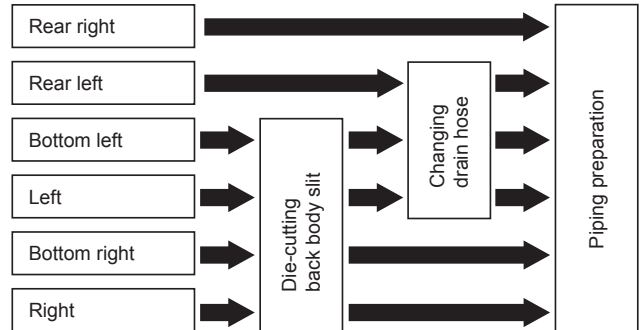 Rear right
Rear left
Bottom left
Left
Bottom right
Right
Die-cutting
back body slit
Changing
drain hose
Piping preparation